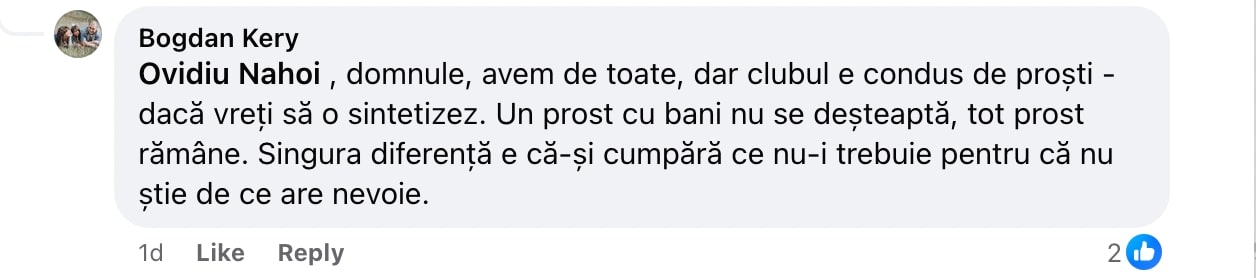 Bogdan Kery
Ovidiu Nahoi , domnule, avem de toate, dar clubul e condus de proști -
dacă vreți să o sintetizez. Un prost cu bani nu se deșteaptă, tot prost
rămâne. Singura diferență e că-și cumpără ce nu-i trebuie pentru că nu
știe de ce are nevoie.
1d Like Reply 2